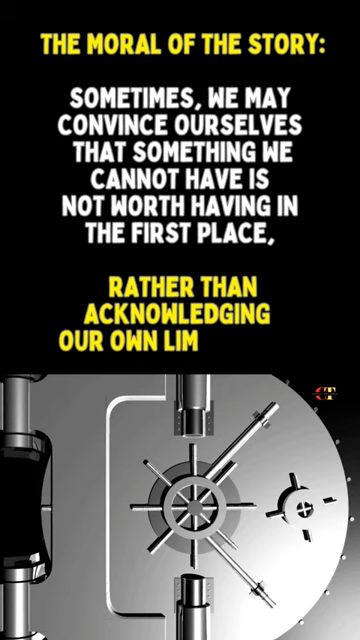 THE MORAL OF THE STORY:
SOMETIMES, WE MAY
CONVINCE OURSELVES
THAT SOMETHING WE
CANNOT HAVE IS
NOT WORTH HAVING IN
THE FIRST PLACE,
RATHER THAN
ACKNOWLEDGING
OUR OWN LIM
CT